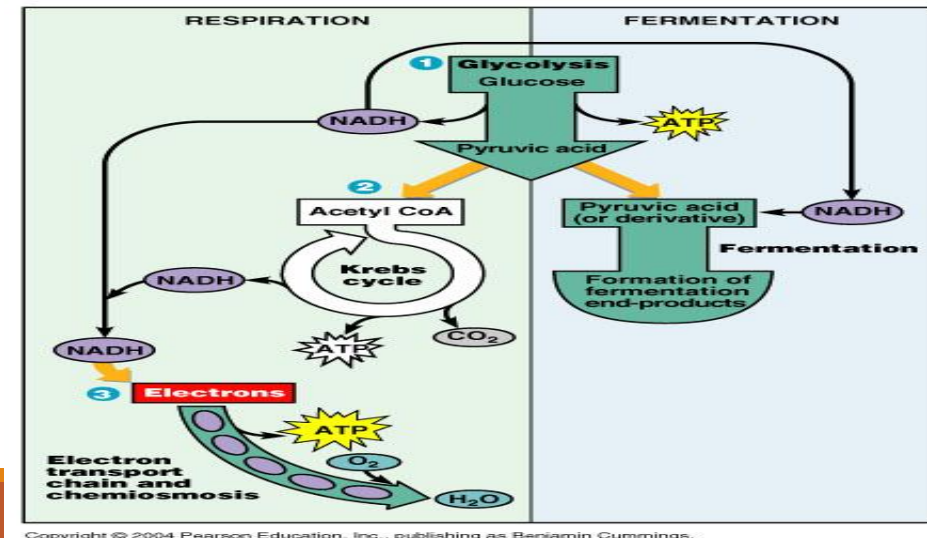 RESPIRATION
FERMENTATION
1 Glycolysis
Glucose
NADH
ATP
Pyruvic acid
2
Acetyl CoA
Pyruvic acid
(or derivative)
NADH
Fermentation
Krebs
cycle
NADH
Formation of
fermentation
end-products
ATP
CO₂
NADH
3 Electrons
ATP
Electron
transport
chain and
chemiosmosis
O₂
H₂O
Copyright © 2004 Pearson Education, Inc., publishing as Benjamin Cummings.